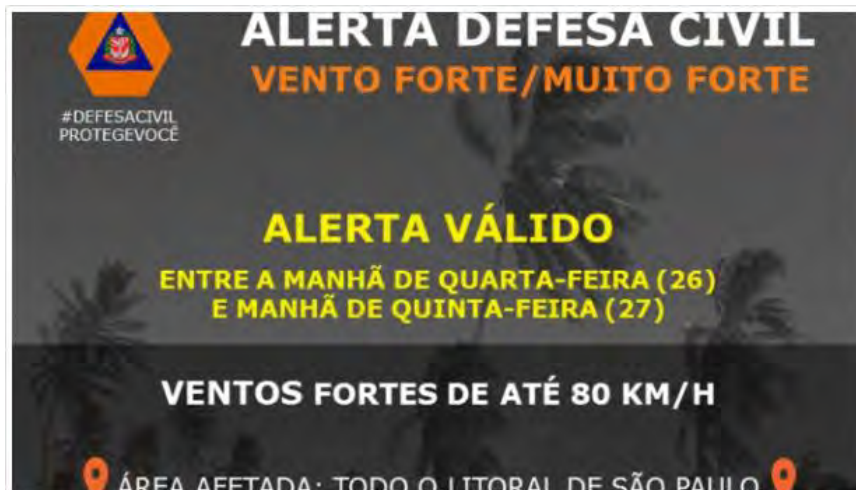 ALERTA DEFESA CIVIL
VENTO FORTE/MUITO FORTE
#DEFESACIVIL
PROTEGEVOCÊ
ALERTA VÁLIDO
ENTRE A MANHÃ DE QUARTA-FEIRA (26)
E MANHÃ DE QUINTA-FEIRA (27)
VENTOS FORTES DE ATÉ 80 KM/H
ÁREA AFETADA: TODO O LITORAL DE SÃO PAULO